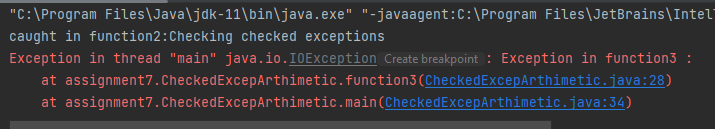 "C:\Program Files\Java\jdk-11\bin\java.exe" "-javaagent:C:\Program Files\JetBrains\Intel
caught in function2:Checking checked exceptions
Exception in thread "main" java.io.IOException Create breakpoint : Exception in function3 :
at assignment7.CheckedExcepArthimetic.function3(CheckedExcepArthimetic.java:28)
at assignment7.CheckedExcepArthimetic.main(CheckedExcepArthimetic.java:34)